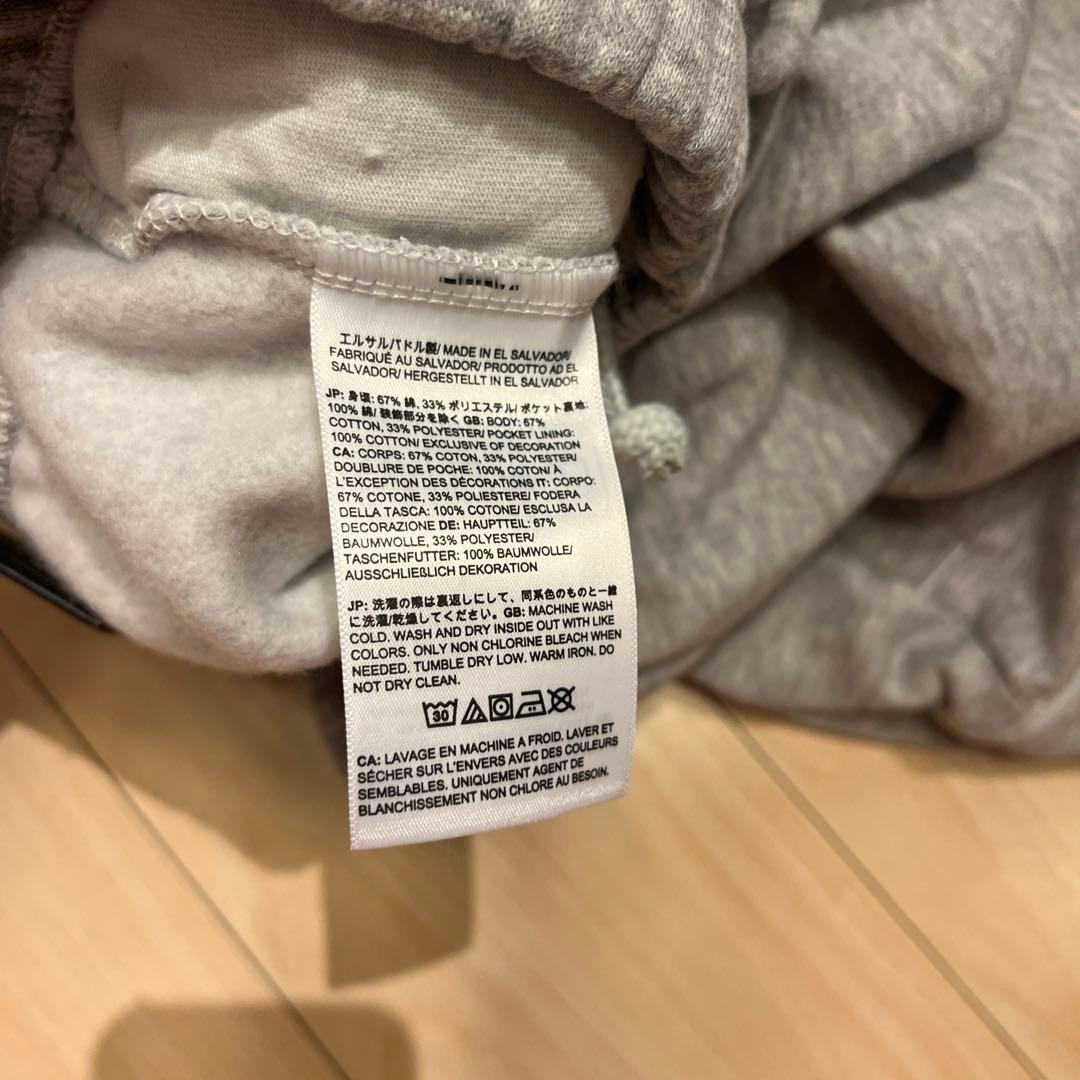 エルサルバドル製/ MADE IN EL SALVADOR/
FABRIQUÉ AU SALVADOR/ PRODOTTO AD EL
SALVADOR/ HERGESTELLT IN EL SALVADOR
JP: 身頃: 67% 綿, 33% ポリエステル/ ポケット裏地:
100% 綿/ 装飾部分を除く GB: BODY: 67%
COTTON, 33% POLYESTER/ POCKET LINING:
100% COTTON/ EXCLUSIVE OF DECORATION
CA: CORPS: 67% COTON, 33% POLYESTER/
DOUBLURE DE POCHE: 100% COTON/ À
L'EXCEPTION DES DÉCORATIONS IT: CORPO:
67% COTONE, 33% POLIESTERE/ FODERA
DELLA TASCA: 100% COTONE/ ESCLUSA LA
DECORAZIONE DE: HAUPTTEIL: 67%
BAUMWOLLE, 33% POLYESTER/
TASCHENFUTTER: 100% BAUMWOLLE/
AUSSCHLIEßLICH DEKORATION
JP: 洗濯の際は裏返しにして、同系色のものと一緒
に洗濯/乾燥してください。GB: MACHINE WASH
COLD. WASH AND DRY INSIDE OUT WITH LIKE
COLORS. ONLY NON CHLORINE BLEACH WHEN
NEEDED. TUMBLE DRY LOW. WARM IRON. DO
NOT DRY CLEAN.
30
CA: LAVAGE EN MACHINE A FROID. LAVER ET
SÉCHER SUR L'ENVERS AVEC DES COULEURS
SEMBLABLES. UNIQUEMENT AGENT DE
BLANCHISSEMENT NON CHLORE AU BESOIN.